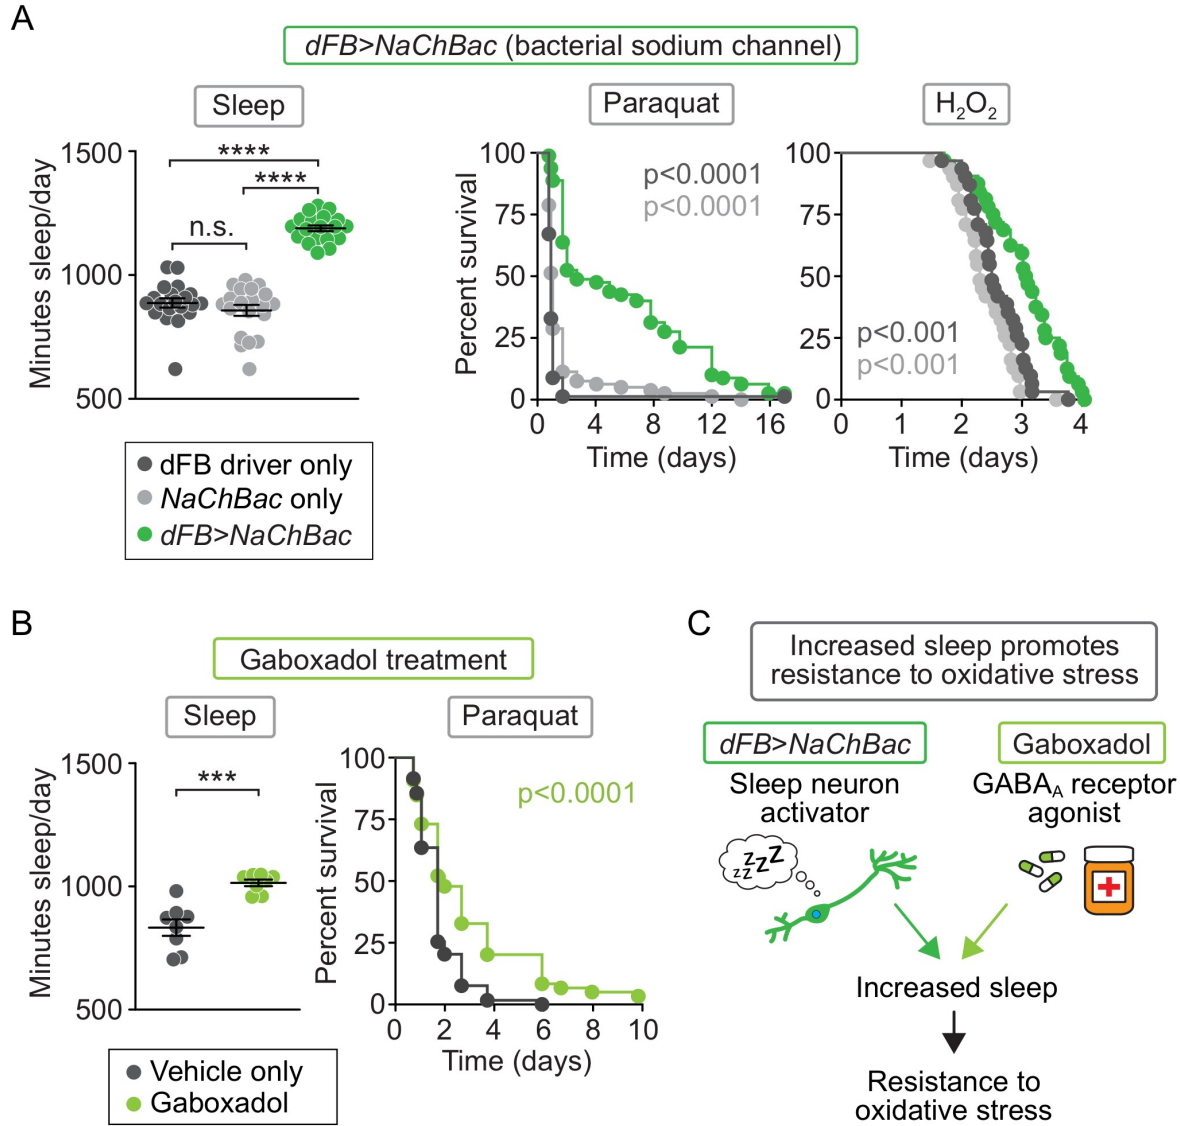 A
dFB>NaChBac (bacterial sodium channel)
Sleep
Paraquat
H₂O₂
Minutes sleep/day
1500
1000
500
****
****
n.s.
Percent survival
100
75
50
25
0
p<0.0001
p<0.0001
0 4 8 12 16
Time (days)
100
75
50
25
0
p<0.001
p<0.001
0 1 2 3 4
Time (days)
dFB driver only
NaChBac only
dFB>NaChBac
B
Gaboxadol treatment
Sleep
Paraquat
Minutes sleep/day
1500
1000
500
***
Percent survival
100
75
50
25
0
p<0.0001
0 2 4 6 8 10
Time (days)
Vehicle only
Gaboxadol
C
Increased sleep promotes
resistance to oxidative stress
dFB>NaChBac
Sleep neuron
activator
zzzzZ
Gaboxadol
GABA_A receptor
agonist
Increased sleep
Resistance to
oxidative stress